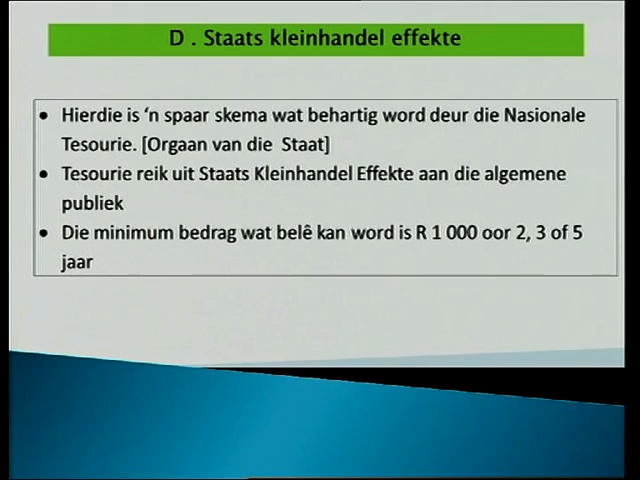 D . Staats kleinhandel effekte
• Hierdie is ‘n spaar skema wat behartig word deur die Nasionale
Tesourie. [Orgaan van die Staat]
• Tesourie reik uit Staats Kleinhandel Effekte aan die algemene
publiek
• Die minimum bedrag wat belê kan word is R 1 000 oor 2, 3 of 5
jaar